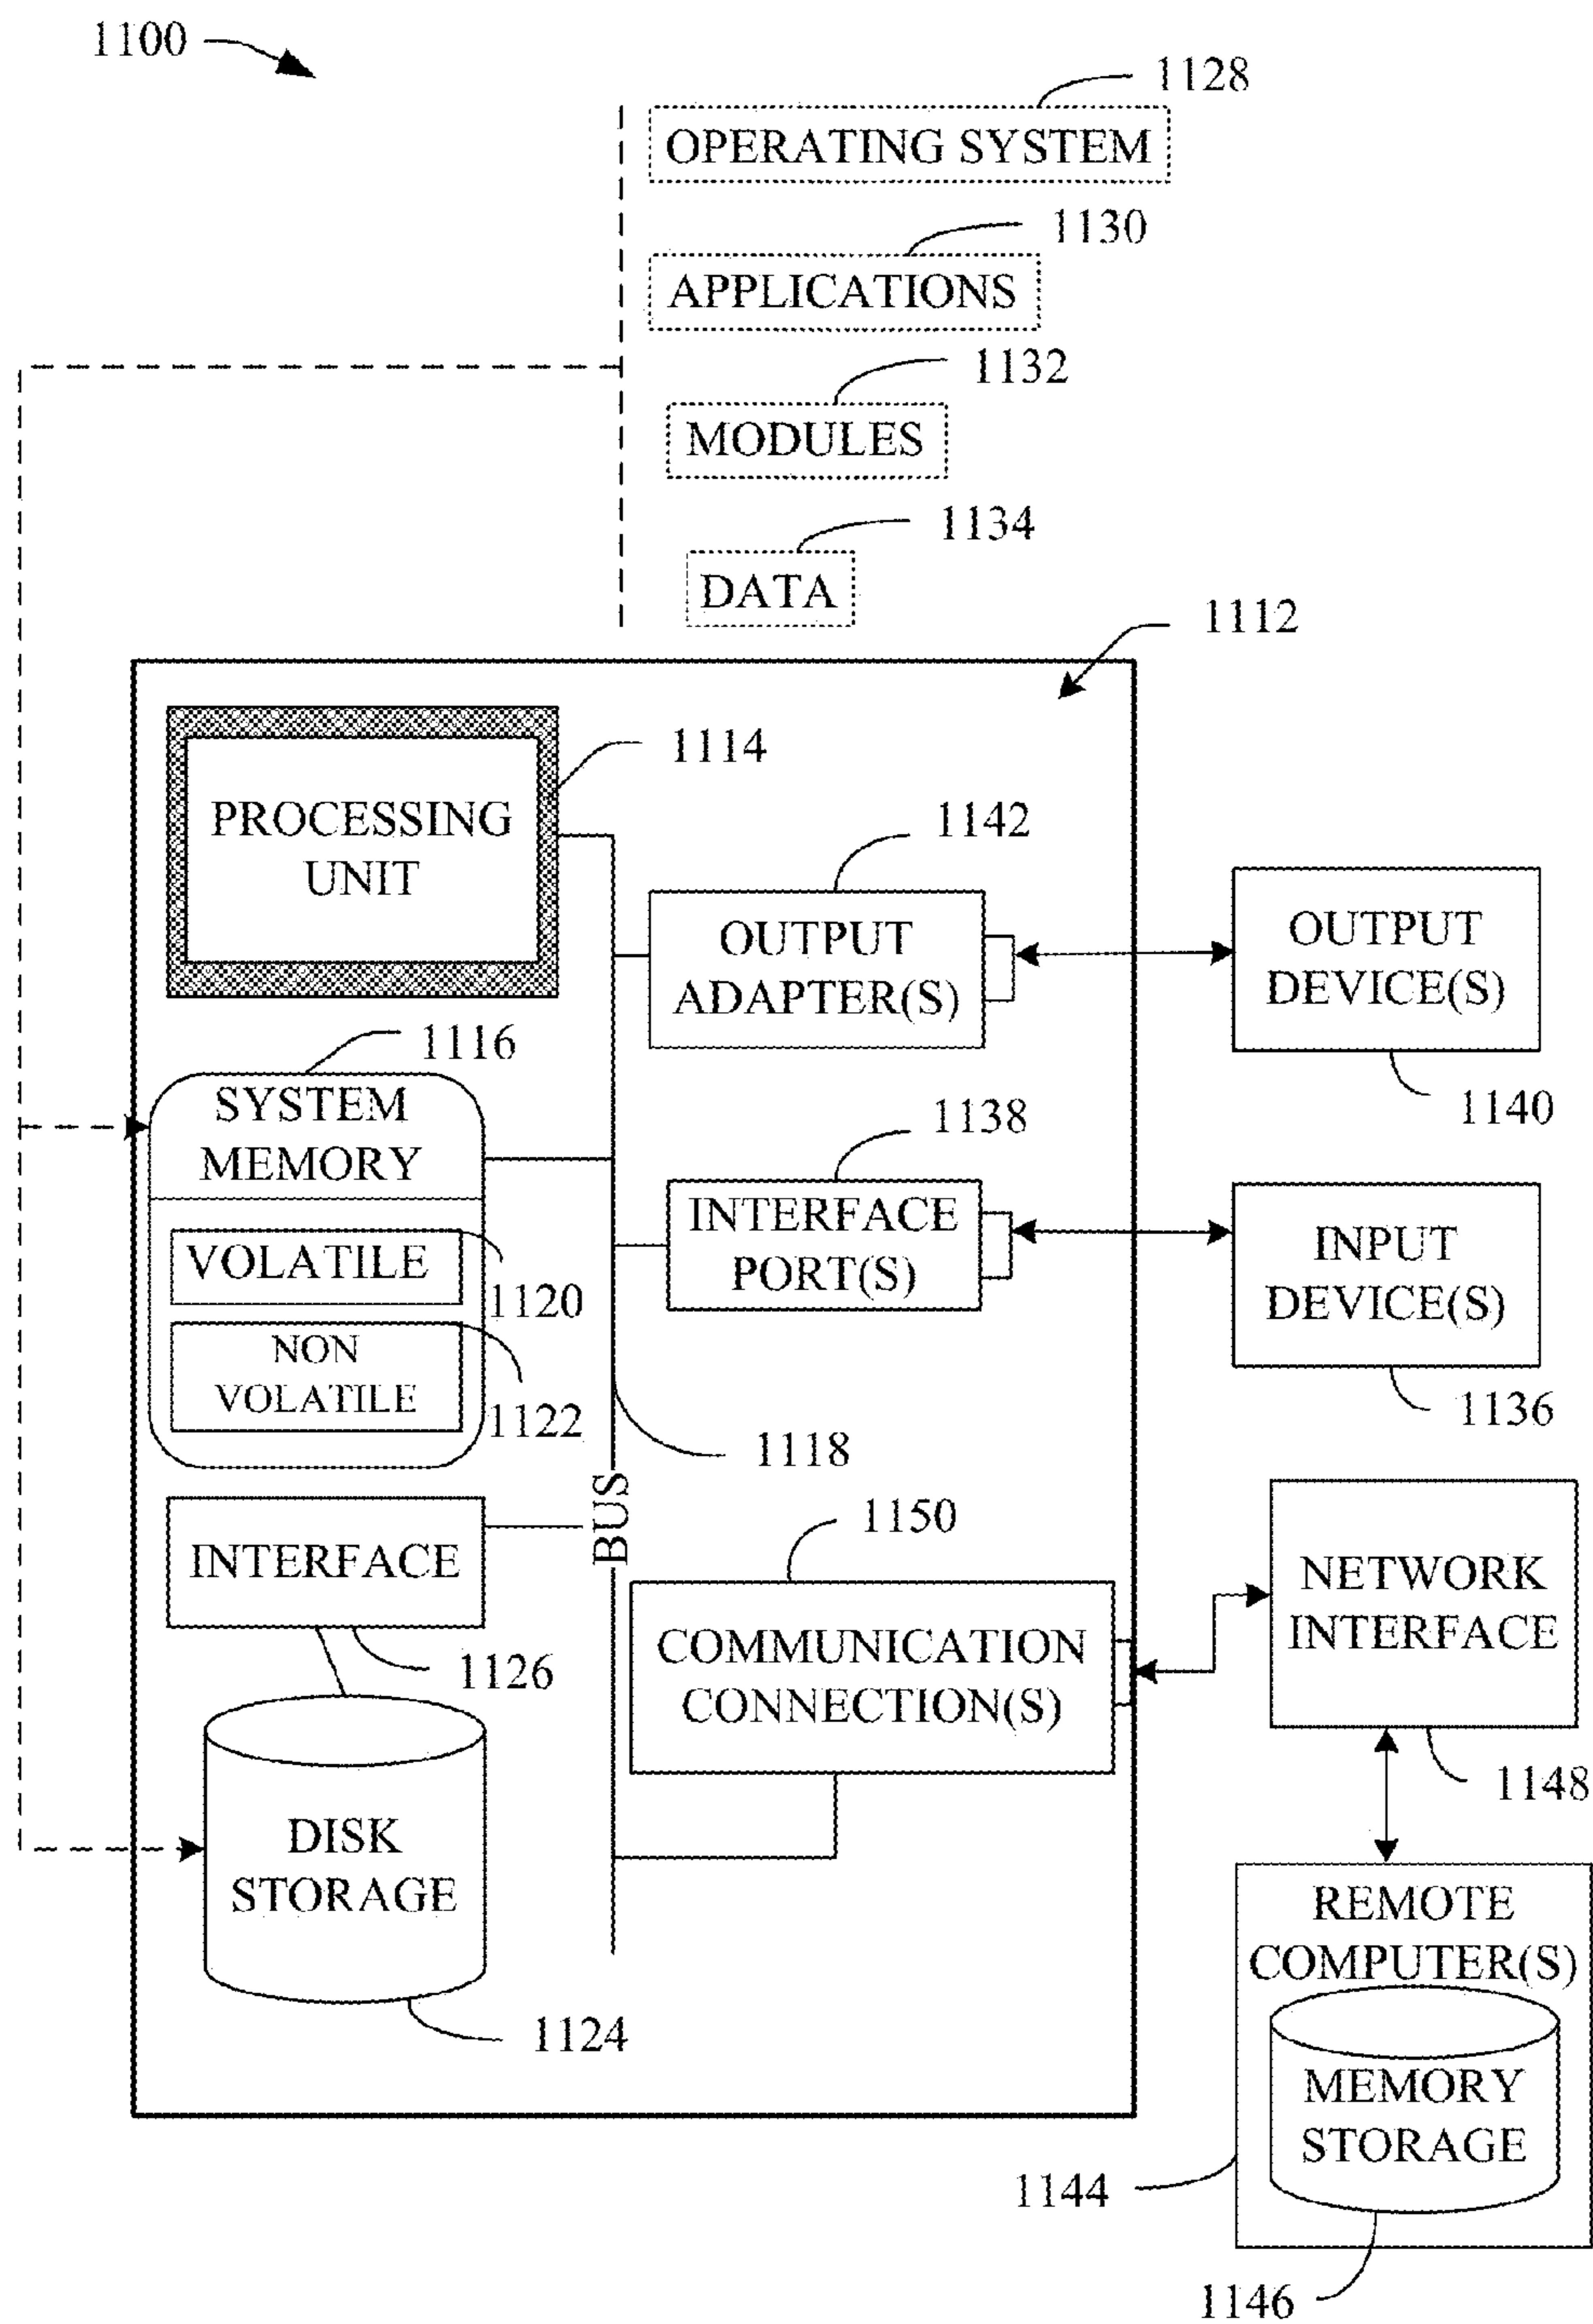 1100
1128
OPERATING SYSTEM
1130
APPLICATIONS
1132
MODULES
1134
DATA
1112
1114
PROCESSING
UNIT
1142
OUTPUT
ADAPTER(S)
OUTPUT
DEVICE(S)
1140
1116
SYSTEM
MEMORY
VOLATILE
1120
NON
VOLATILE
1122
1138
INTERFACE
PORT(S)
INPUT
DEVICE(S)
1136
1118
BUS
INTERFACE
1126
1150
COMMUNICATION
CONNECTION(S)
NETWORK
INTERFACE
1148
DISK
STORAGE
1124
REMOTE
COMPUTER(S)
MEMORY
STORAGE
1144
1146